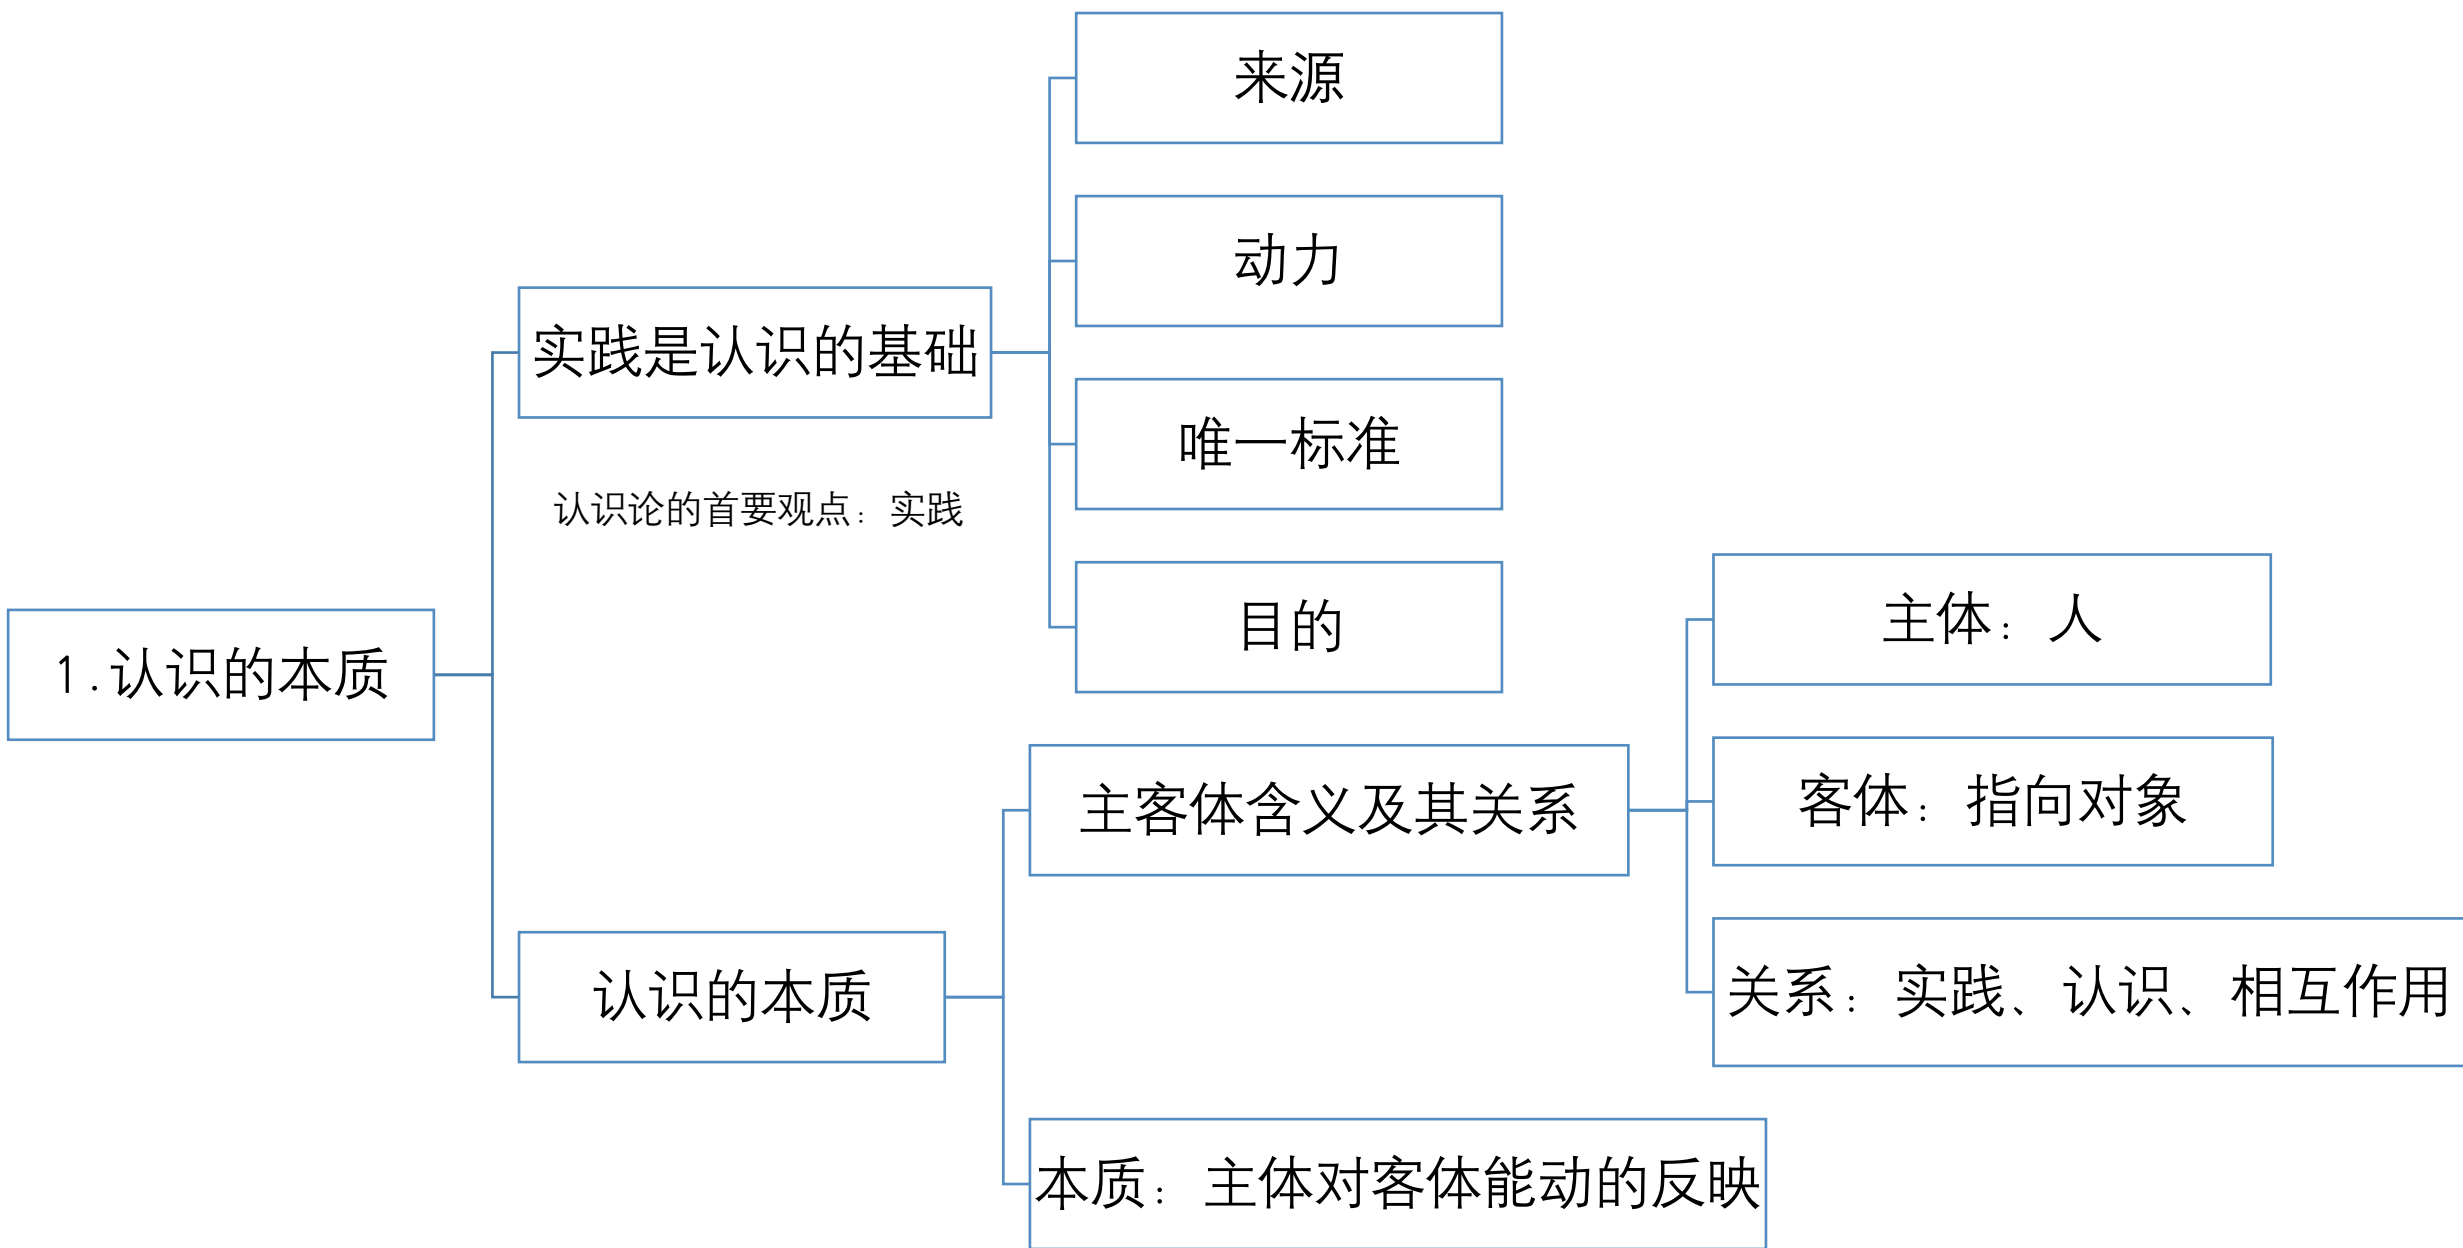 来源
动力
实践是认识的基础
唯一标准
认识论的首要观点：实践
目的
主体：人
1.认识的本质
主客体含义及其关系
客体：指向对象
认识的本质
关系：实践、认识、相互作用
本质：主体对客体能动的反映